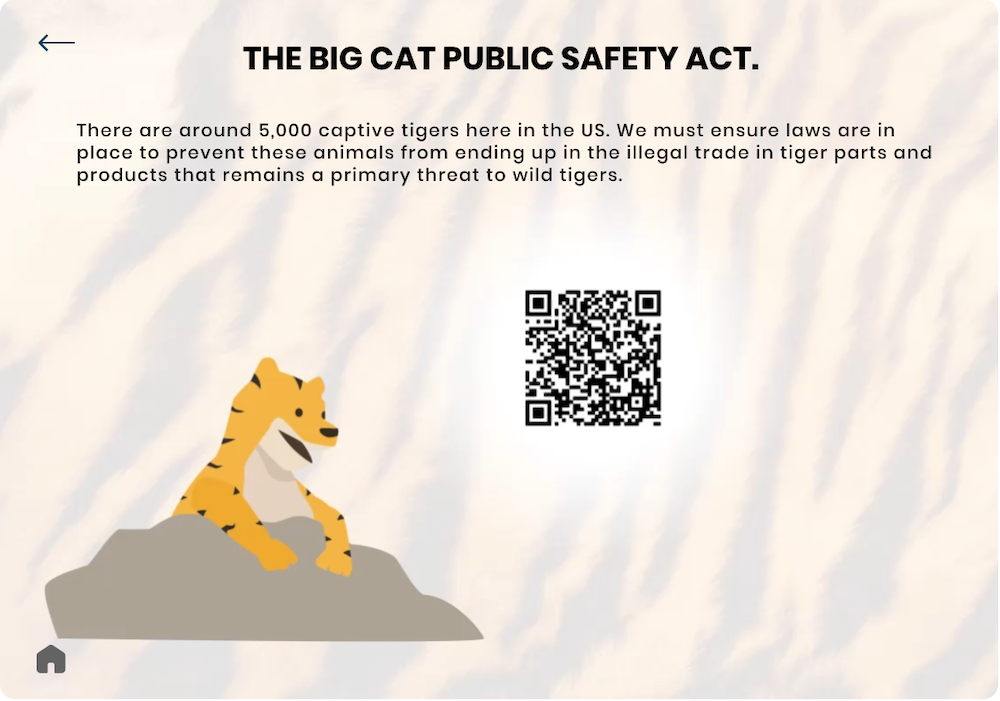 THE BIG CAT PUBLIC SAFETY ACT.
There are around 5,000 captive tigers here in the US. We must ensure laws are in
place to prevent these animals from ending up in the illegal trade in tiger parts and
products that remains a primary threat to wild tigers.